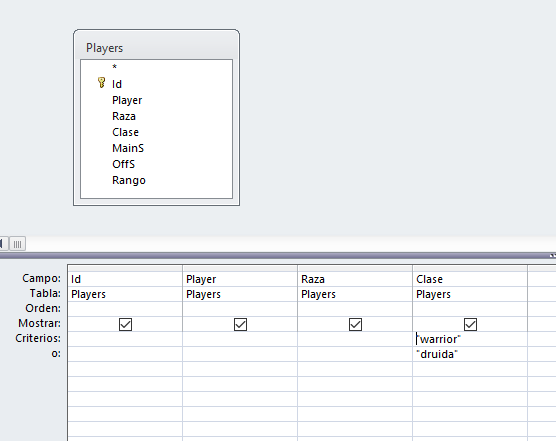 Players
*
Id
Player
Raza
Clase
MainS
OffS
Rango
Campo: Id Player Raza Clase
Tabla: Players Players Players Players
Orden:
Mostrar:
Criterios: "warrior"
o: "druida"